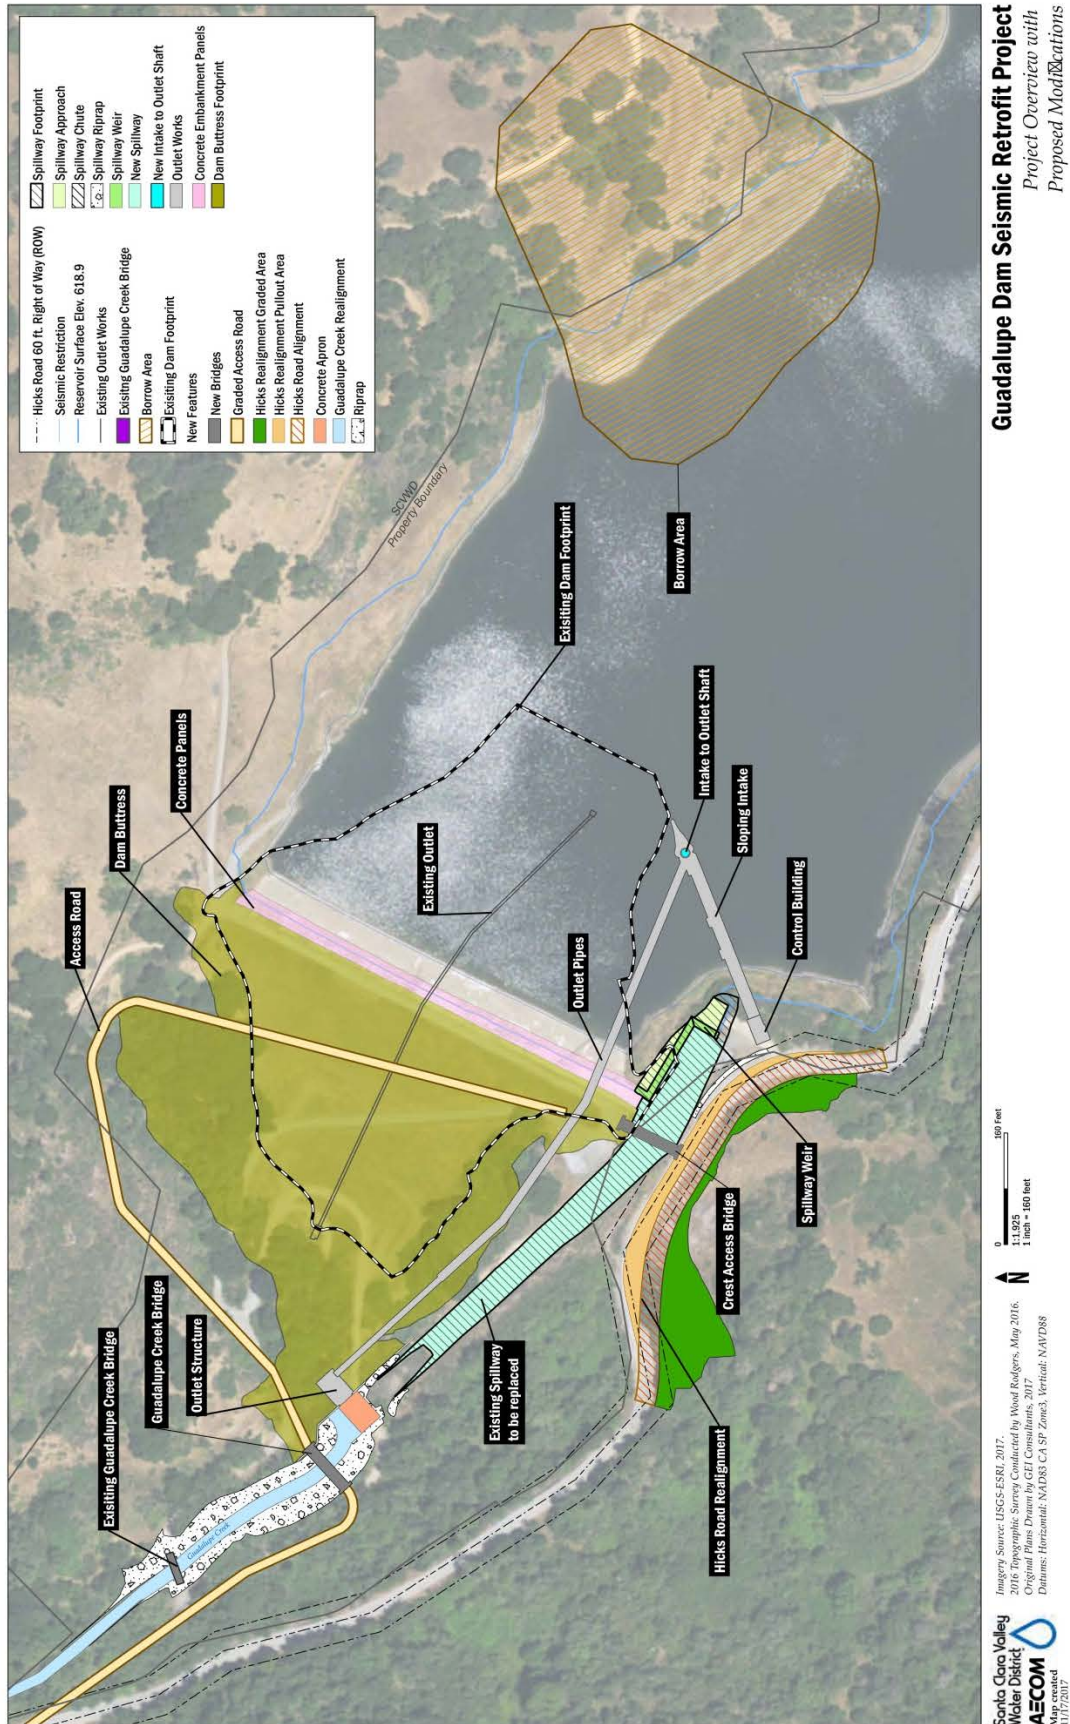 Hicks Road 60 ft. Right of Way (ROW)
Seismic Restriction
Reservoir Surface Elev. 618.9
Existing Outlet Works
Exisitng Guadalupe Creek Bridge
Borrow Area
Exisiting Dam Footprint
New Features
New Bridges
Graded Access Road
Hicks Realignment Graded Area
Hicks Realignment Pullout Area
Hicks Road Alignment
Concrete Apron
Guadalupe Creek Realignment
Riprap
Spillway Footprint
Spillway Approach
Spillway Chute
Spillway Riprap
Spillway Weir
New Spillway
New Intake to Outlet Shaft
Outlet Works
Concrete Embankment Panels
Dam Buttress Footprint
SCVWD
Property Boundary
Access Road
Dam Buttress
Concrete Panels
Exisiting Guadalupe Creek Bridge
Guadalupe Creek Bridge
Outlet Structure
Guadalupe Creek
Existing Outlet
Exisiting Dam Footprint
Borrow Area
Outlet Pipes
Intake to Outlet Shaft
Sloping Intake
Control Building
Spillway Weir
Crest Access Bridge
Existing Spillway
to be replaced
Hicks Road Realignment
Santa Clara Valley
Water District
AECOM
Map created
11/17/2017
Imagery Source: USGS-ESRI, 2017.
2016 Topographic Survey Conducted by Wood Rodgers, May 2016.
Original Plans Drawn by GEI Consultants, 2017
Datums: Horizontal: NAD83 CA SP Zone3, Vertical: NAVD88
N
0
160 Feet
1:1,925
1 inch = 160 feet
Guadalupe Dam Seismic Retrofit Project
Project Overview with
Proposed Modi☒cations